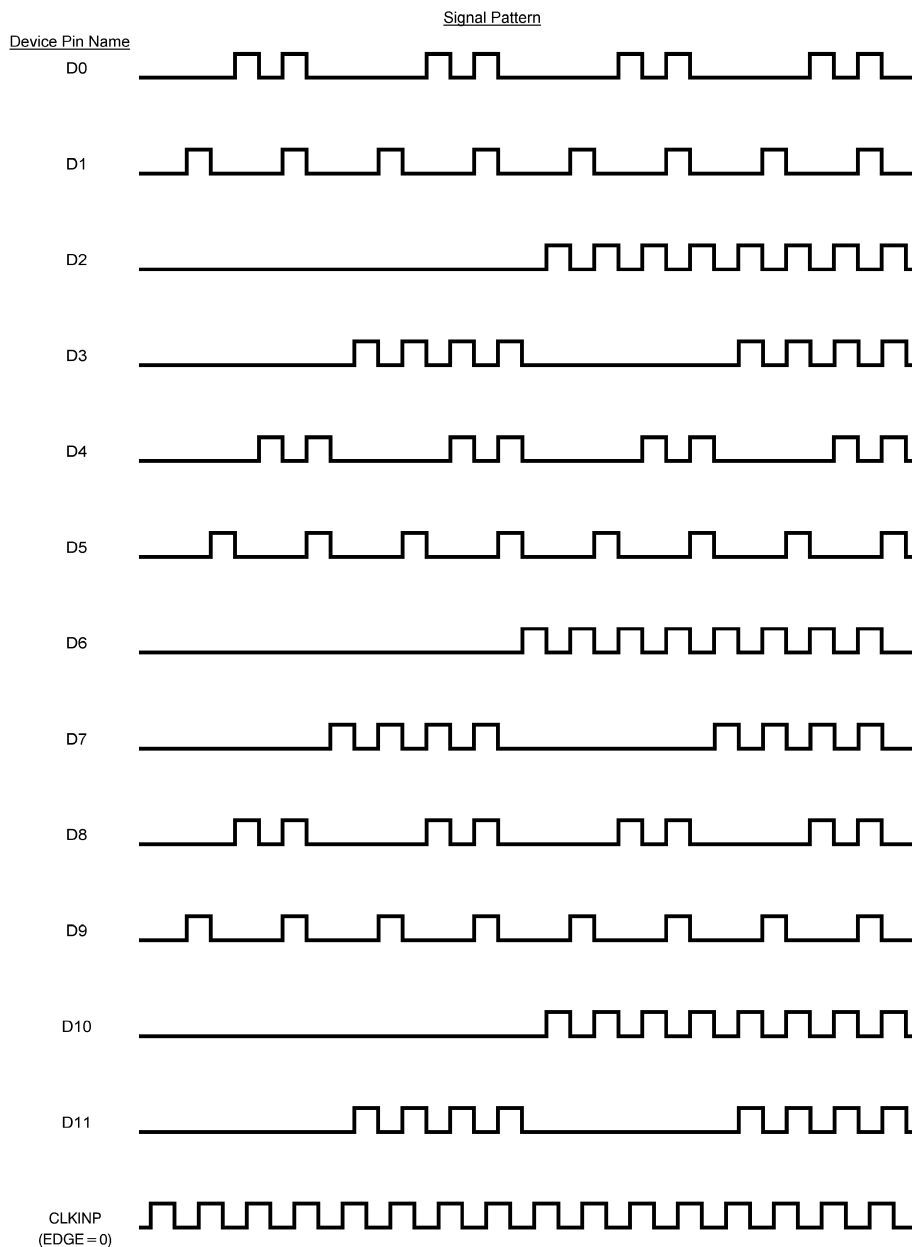 Signal Pattern
Device Pin Name
D0
D1
D2
D3
D4
D5
D6
D7
D8
D9
D10
D11
CLKINP
(EDGE = 0)